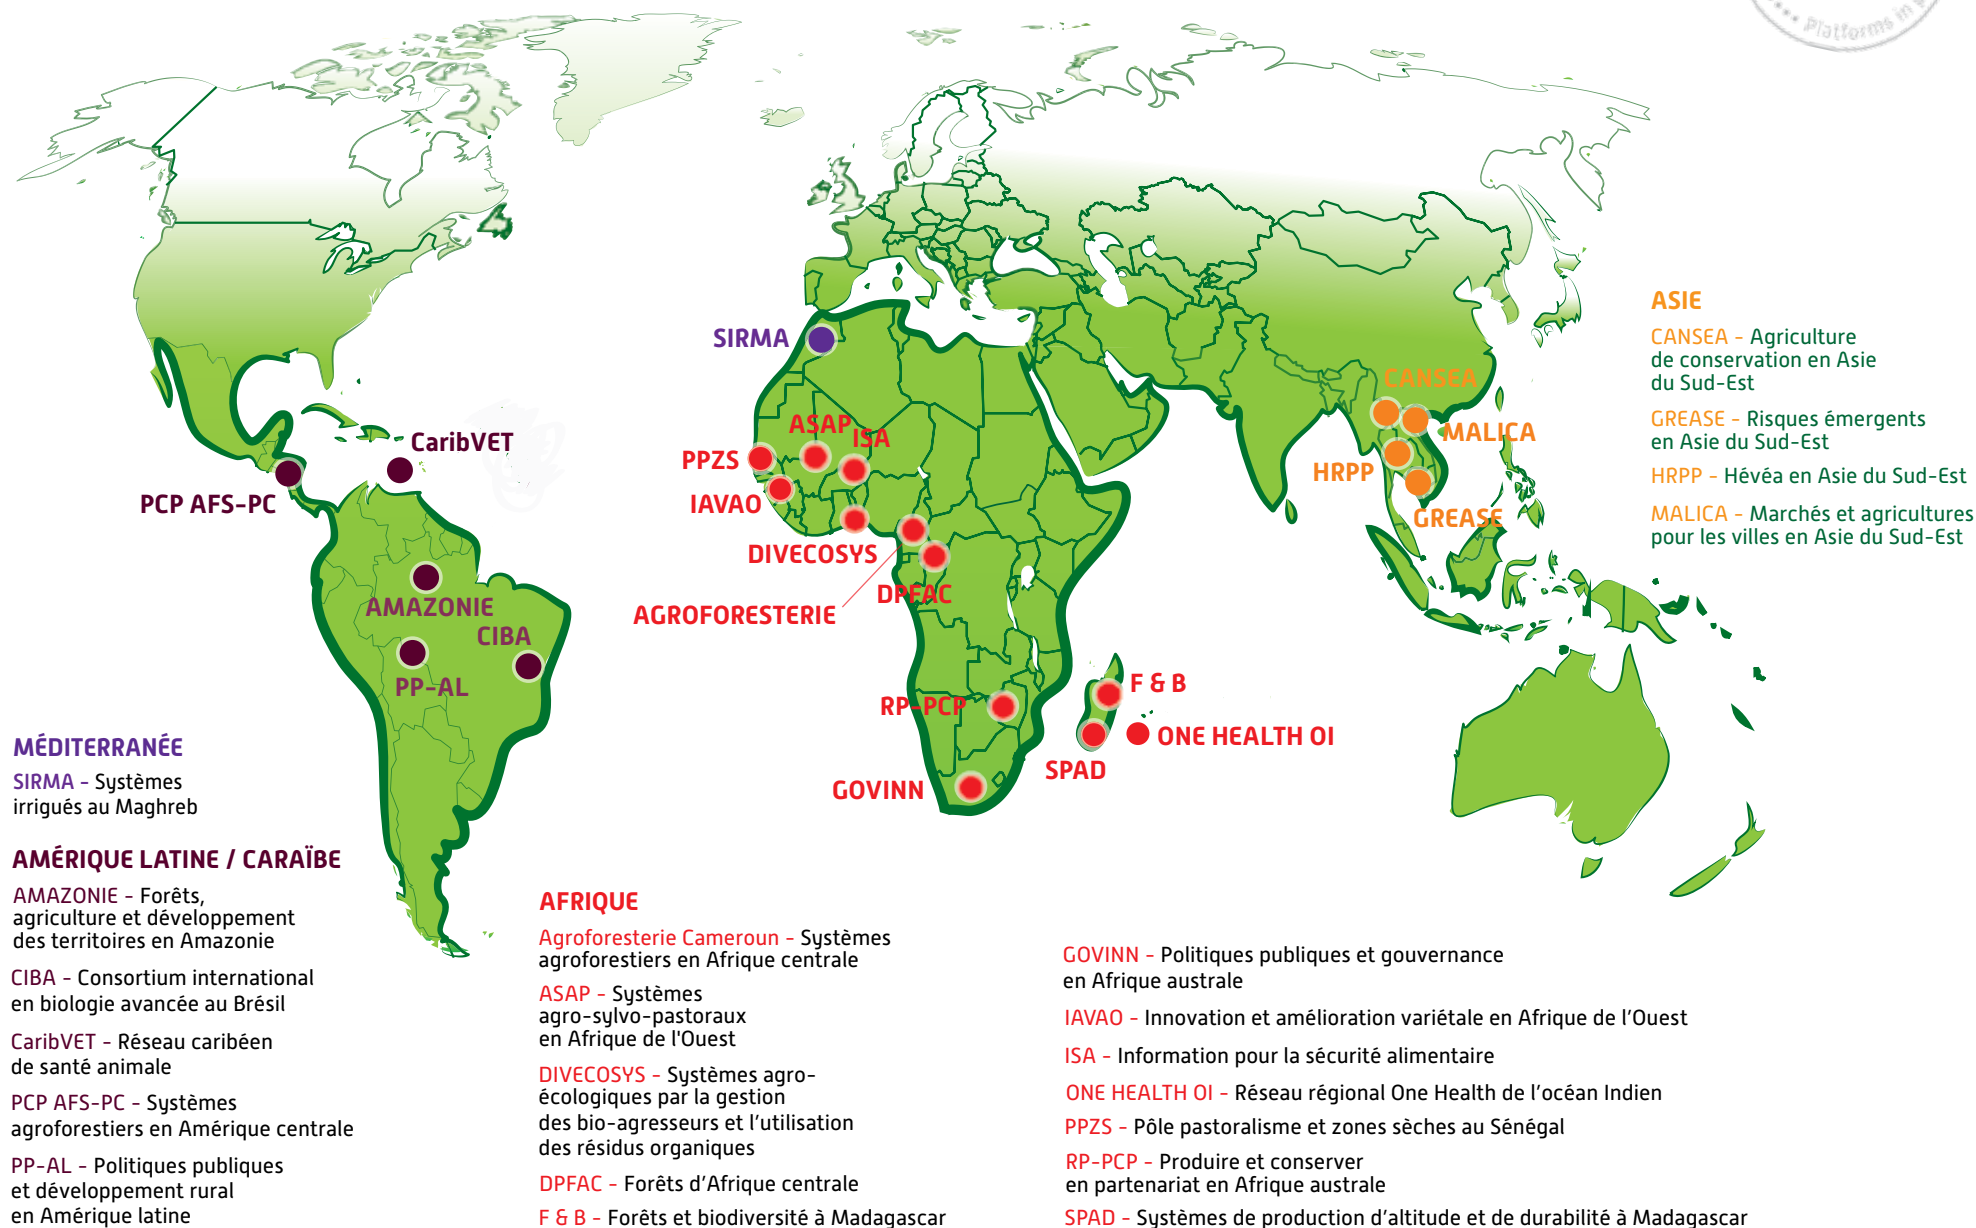 Platforms in
SIRMA
CaribVET
PCP AFS-PC
AMAZONIE
CIBA
PP-AL
ASAP
ISA
PPZS
IAVAO
DIVECOSYS
DPFAC
AGROFORESTERIE
RP-PCP
F & B
ONE HEALTH OI
SPAD
GOVINN
CANSEA
MALICA
HRPP
GREASE
ASIE
CANSEA - Agriculture
de conservation en Asie
du Sud-Est
GREASE - Risques émergents
en Asie du Sud-Est
HRPP - Hévéa en Asie du Sud-Est
MALICA - Marchés et agricultures
pour les villes en Asie du Sud-Est
MÉDITERRANÉE
SIRMA - Systèmes
irrigués au Maghreb
AMÉRIQUE LATINE / CARAÏBE
AMAZONIE - Forêts,
agriculture et développement
des territoires en Amazonie
CIBA - Consortium international
en biologie avancée au Brésil
CaribVET - Réseau caribéen
de santé animale
PCP AFS-PC - Systèmes
agroforestiers en Amérique centrale
PP-AL - Politiques publiques
et développement rural
en Amérique latine
AFRIQUE
Agroforesterie Cameroun - Systèmes
agroforestiers en Afrique centrale
ASAP - Systèmes
agro-sylvo-pastoraux
en Afrique de l'Ouest
DIVECOSYS - Systèmes agro-
écologiques par la gestion
des bio-agresseurs et l'utilisation
des résidus organiques
DPFAC - Forêts d'Afrique centrale
F & B - Forêts et biodiversité à Madagascar
GOVINN - Politiques publiques et gouvernance
en Afrique australe
IAVAO - Innovation et amélioration variétale en Afrique de l'Ouest
ISA - Information pour la sécurité alimentaire
ONE HEALTH OI - Réseau régional One Health de l'océan Indien
PPZS - Pôle pastoralisme et zones sèches au Sénégal
RP-PCP - Produire et conserver
en partenariat en Afrique australe
SPAD - Systèmes de production d'altitude et de durabilité à Madagascar